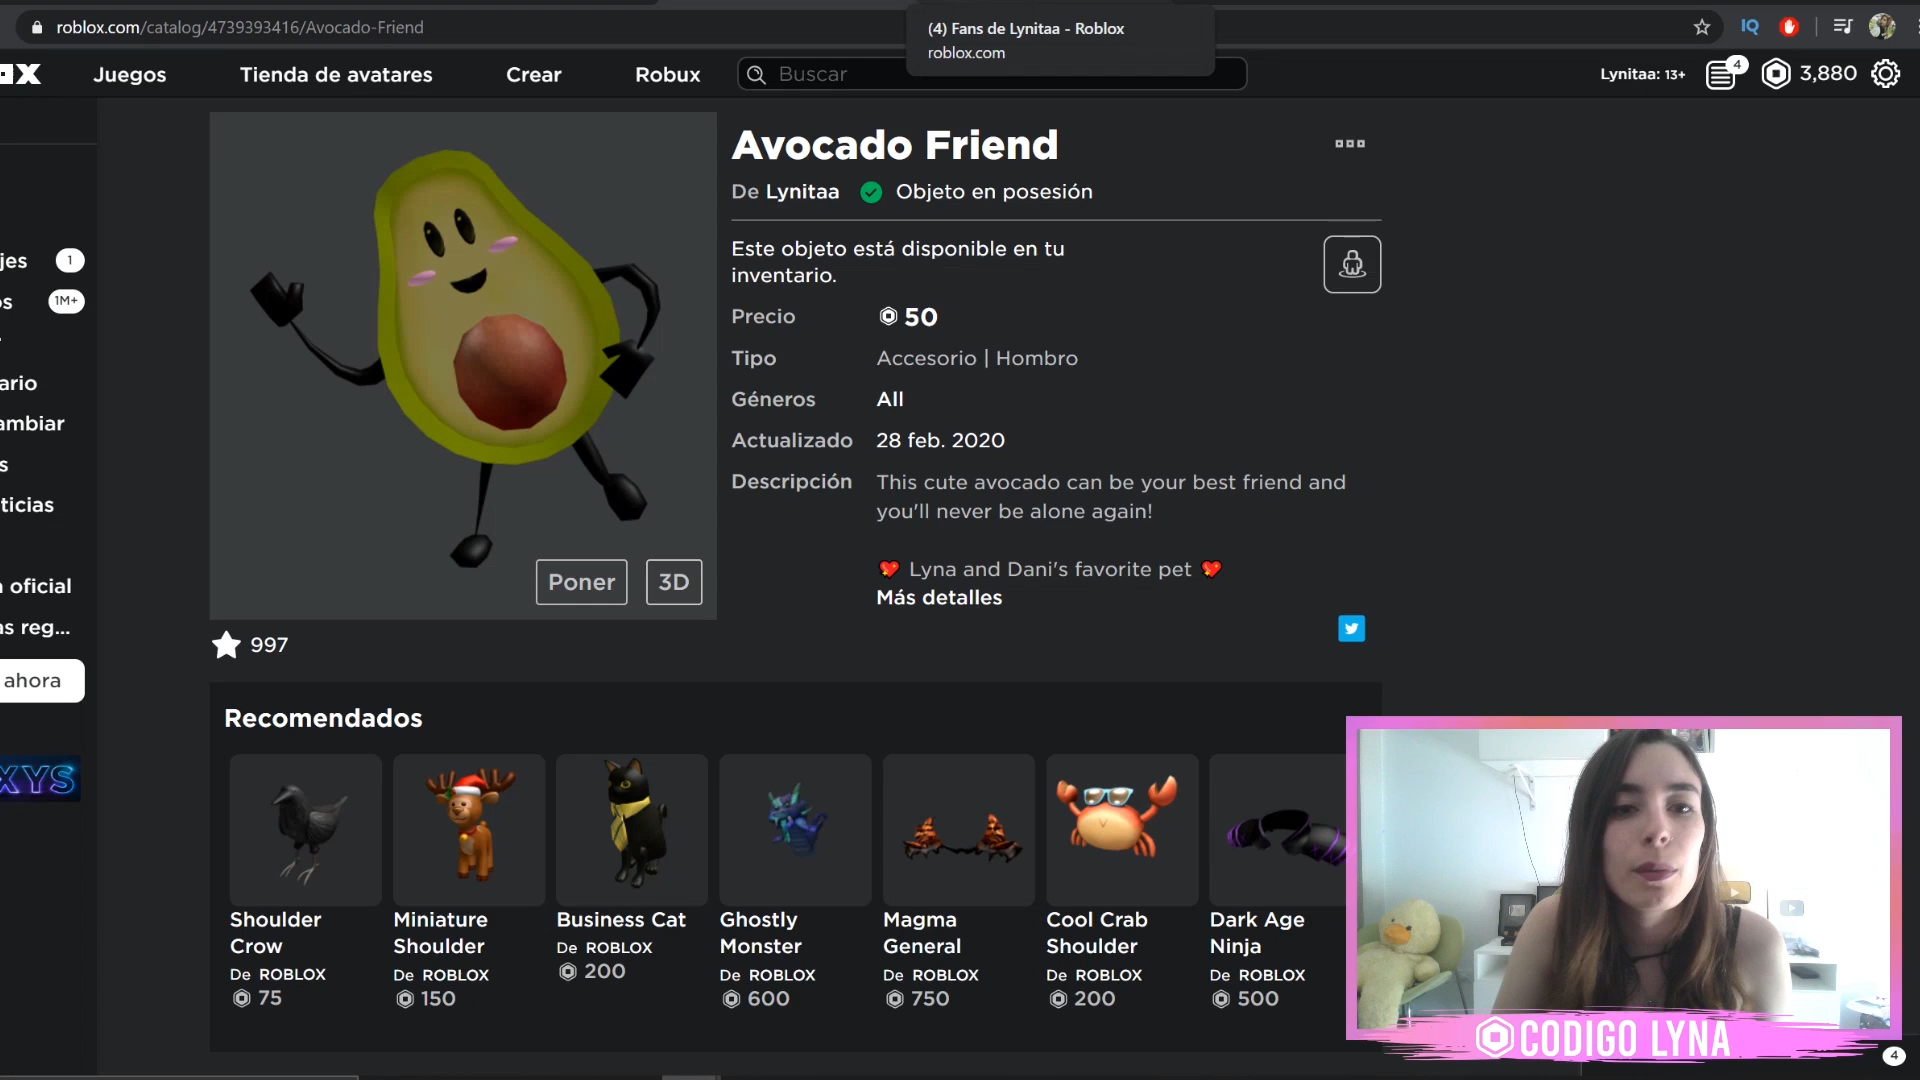 roblox.com/catalog/4739393416/Avocado-Friend
(4) Fans de Lynitaa - Roblox
roblox.com
IQ
OX
Juegos
Tienda de avatares
Crear
Robux
Buscar
Lynitaa: 13+
4
3,880
Avocado Friend
De Lynitaa
Objeto en posesión
Este objeto está disponible en tu
inventario.
Precio
50
Tipo
Accesorio | Hombro
Géneros
All
Actualizado
28 feb. 2020
Descripción
This cute avocado can be your best friend and
you'll never be alone again!
💖 Lyna and Dani's favorite pet 💖
Más detalles
Poner
3D
997
jes
1
os
1M+
ario
ambiar
s
ticias
a oficial
as reg...
ahora
XYS
Recomendados
Shoulder
Crow
De ROBLOX
75
Miniature
Shoulder
De ROBLOX
150
Business Cat
De ROBLOX
200
Ghostly
Monster
De ROBLOX
600
Magma
General
De ROBLOX
750
Cool Crab
Shoulder
De ROBLOX
200
Dark Age
Ninja
De ROBLOX
500
CODIGO LYNA
4